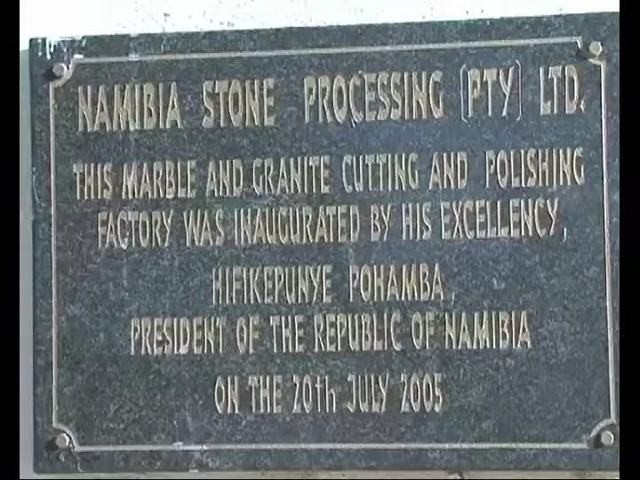 NAMIBIA STONE PROCESSING (PTY) LTD.
THIS MARBLE AND GRANITE CUTTING AND POLISHING
FACTORY WAS INAUGURATED BY HIS EXCELLENCY,
HIFIKEPUNYE POHAMBA,
PRESIDENT OF THE REPUBLIC OF NAMIBIA
ON THE 20th JULY 2005